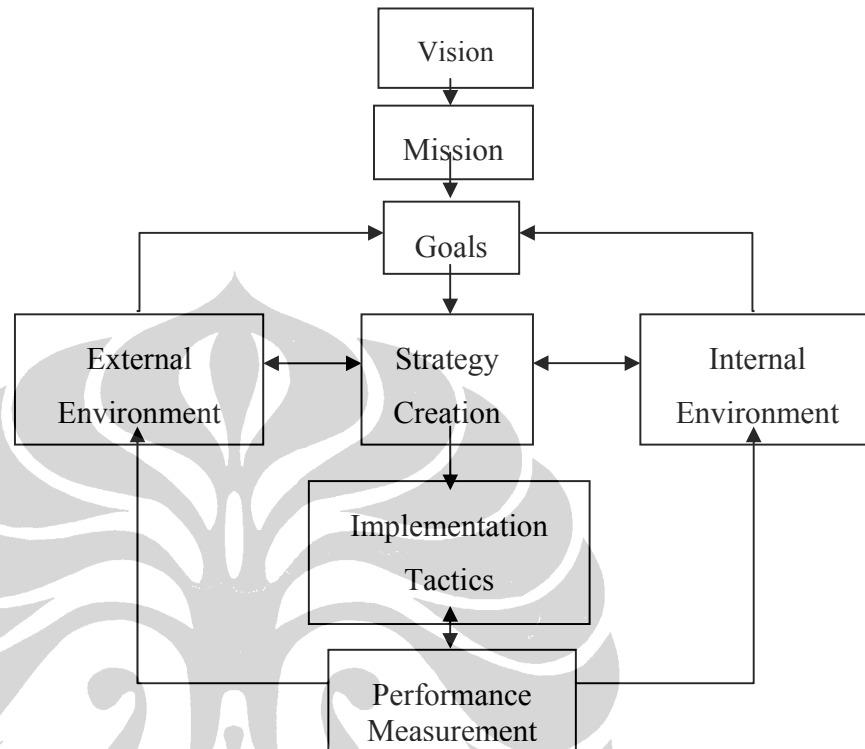 Vision
Mission
Goals
External
Environment
Strategy
Creation
Internal
Environment
Implementation
Tactics
Performance
Measurement